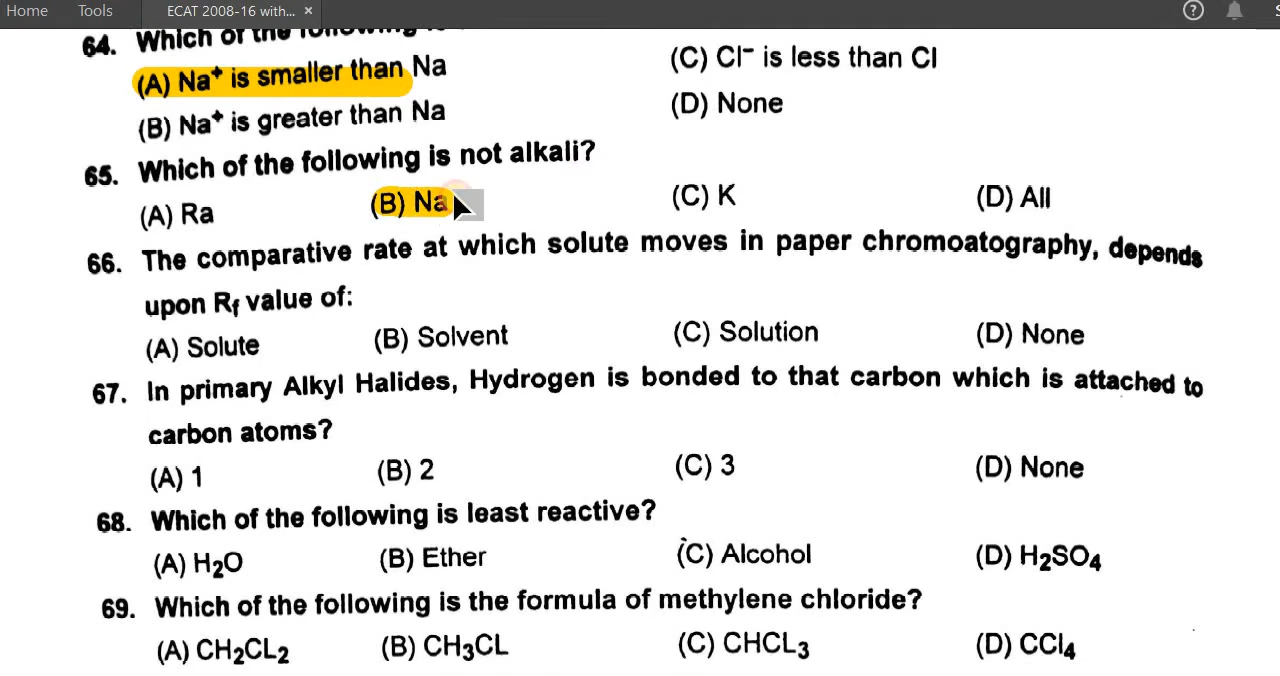 Home Tools ECAT 2008-16 with... ×
64. Which of the following
(A) Na⁺ is smaller than Na (C) Cl⁻ is less than Cl
(B) Na⁺ is greater than Na (D) None
65. Which of the following is not alkali?
(A) Ra (B) Na (C) K (D) All
66. The comparative rate at which solute moves in paper chromoatography, depends
upon Rf value of:
(A) Solute (B) Solvent (C) Solution (D) None
67. In primary Alkyl Halides, Hydrogen is bonded to that carbon which is attached to
carbon atoms?
(A) 1 (B) 2 (C) 3 (D) None
68. Which of the following is least reactive?
(A) H₂O (B) Ether (C) Alcohol (D) H₂SO₄
69. Which of the following is the formula of methylene chloride?
(A) CH₂CL₂ (B) CH₃CL (C) CHCL₃ (D) CCl₄